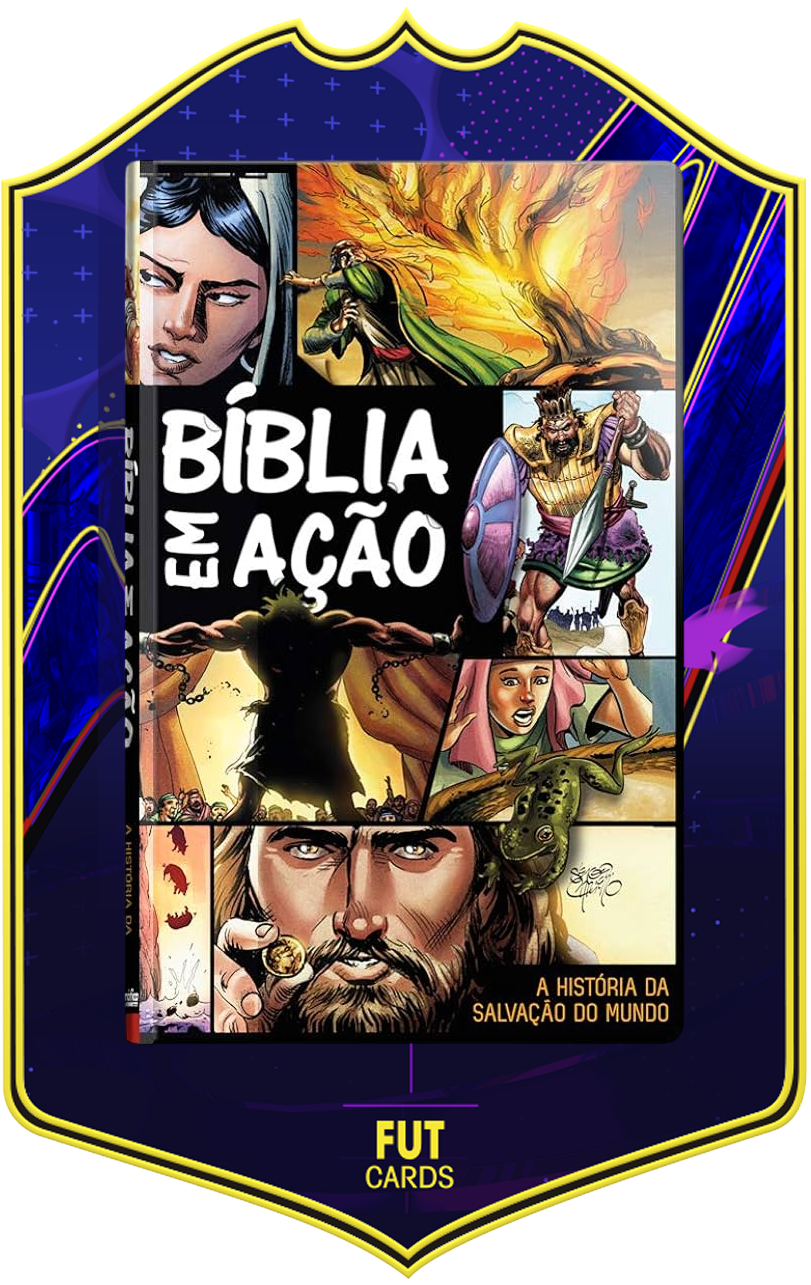 BÍBLIA
EM AÇÃO
BÍBLIA EM AÇÃO
A HISTÓRIA DA
A HISTÓRIA DA
SALVAÇÃO DO MUNDO
FUT
CARDS